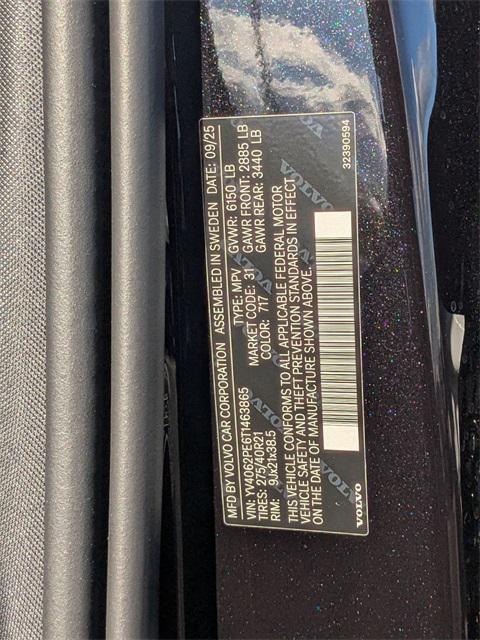 MFD BY VOLVO CAR CORPORATION ASSEMBLED IN SWEDEN DATE: 09/25
VIN: YV4062PE6T1463865 TYPE: MPV GVWR: 6150 LB
TIRES: 275/40R21 MARKET CODE: 31 GAWR FRONT: 2885 LB
RIM: 9Jx21x38.5 COLOR: 717 GAWR REAR: 3440 LB
THIS VEHICLE CONFORMS TO ALL APPLICABLE FEDERAL MOTOR
VEHICLE SAFETY AND THEFT PREVENTION STANDARDS IN EFFECT
ON THE DATE OF MANUFACTURE SHOWN ABOVE.
VOLVO 32390594